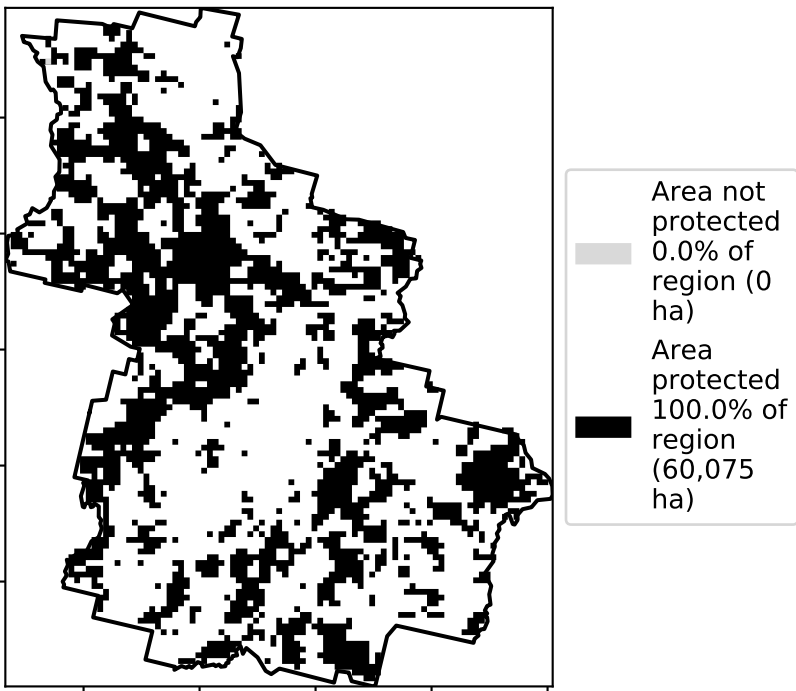 Area not
protected
0.0% of
region (0
ha)
Area
protected
100.0% of
region
(60,075
ha)